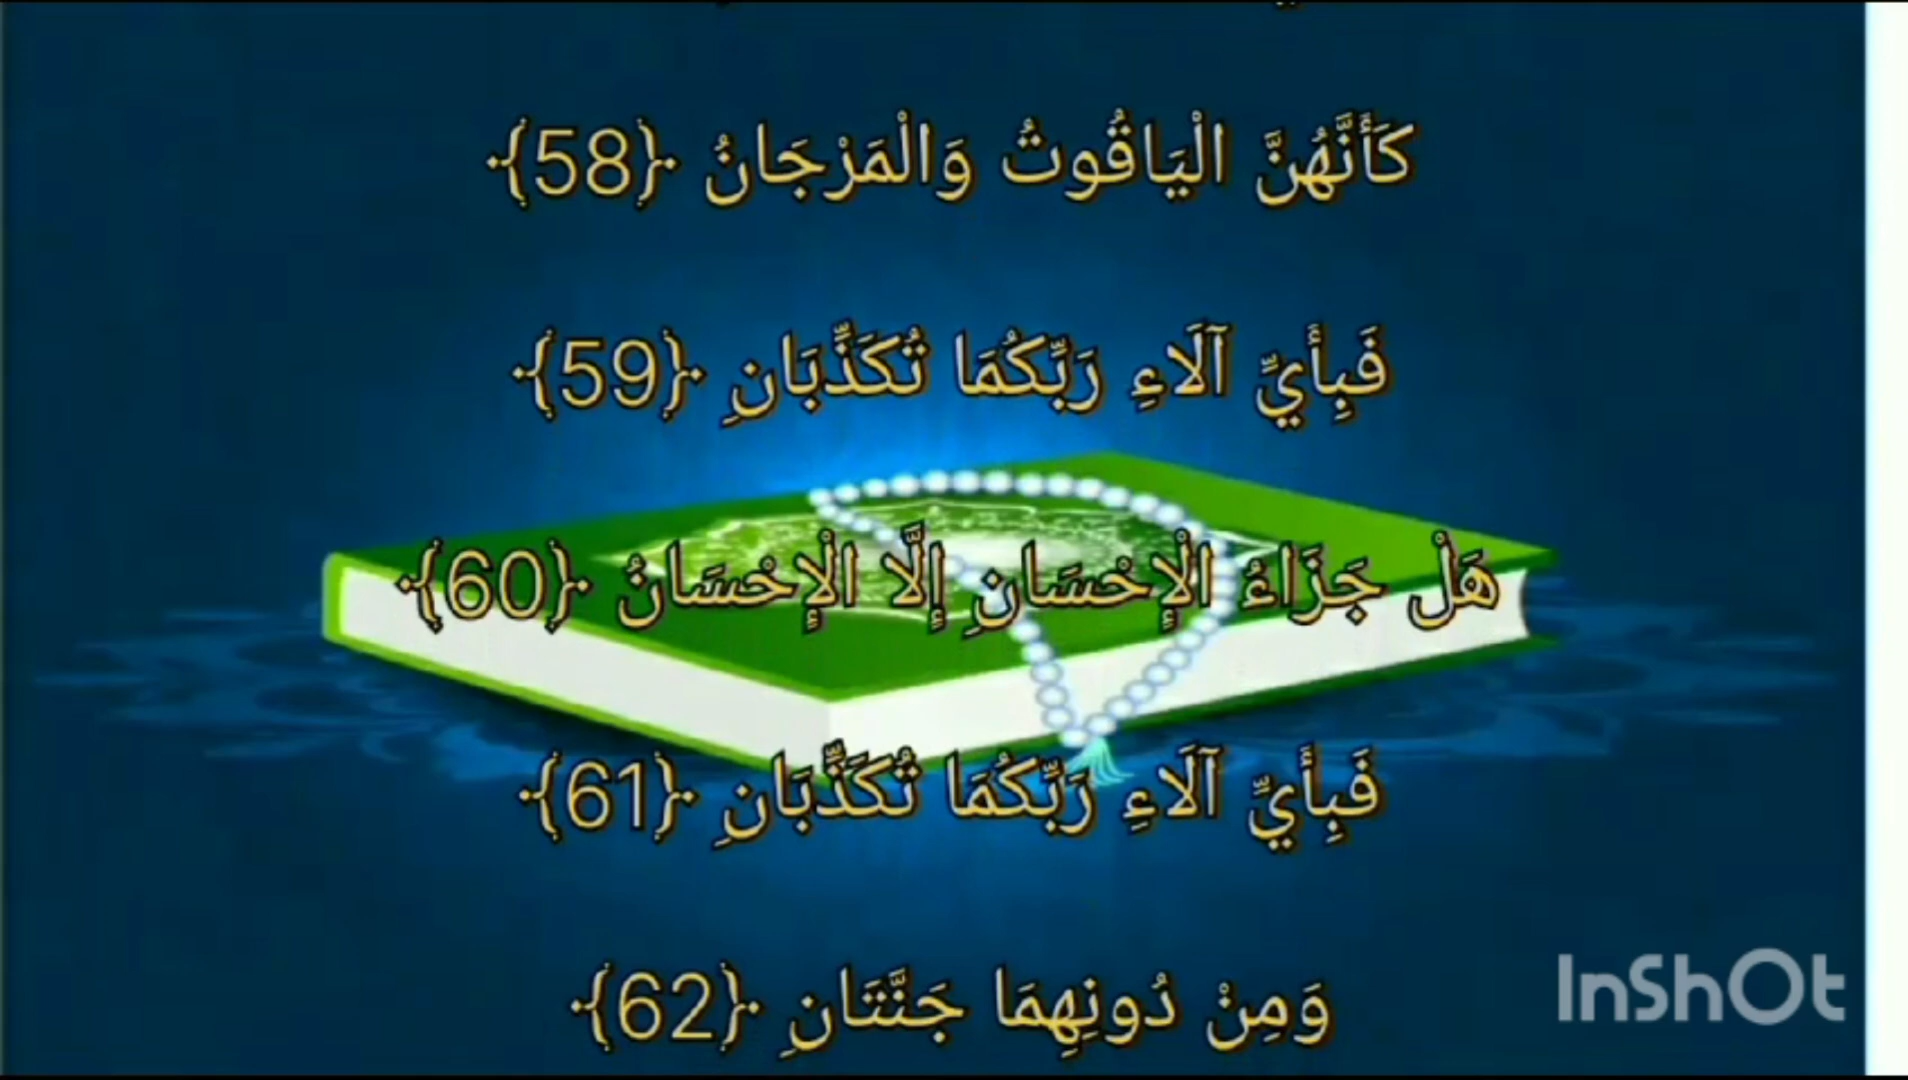 كَأَنَّهُنَّ الْيَاقُوتُ وَالْمَرْجَانُ ﴿58﴾
فَبِأَيِّ آلَاءِ رَبِّكُمَا تُكَذِّبَانِ ﴿59﴾
هَلْ جَزَاءُ الْإِحْسَانِ إِلَّا الْإِحْسَانُ ﴿60﴾
فَبِأَيِّ آلَاءِ رَبِّكُمَا تُكَذِّبَانِ ﴿61﴾
وَمِنْ دُونِهِمَا جَنَّتَانِ ﴿62﴾
InShOt